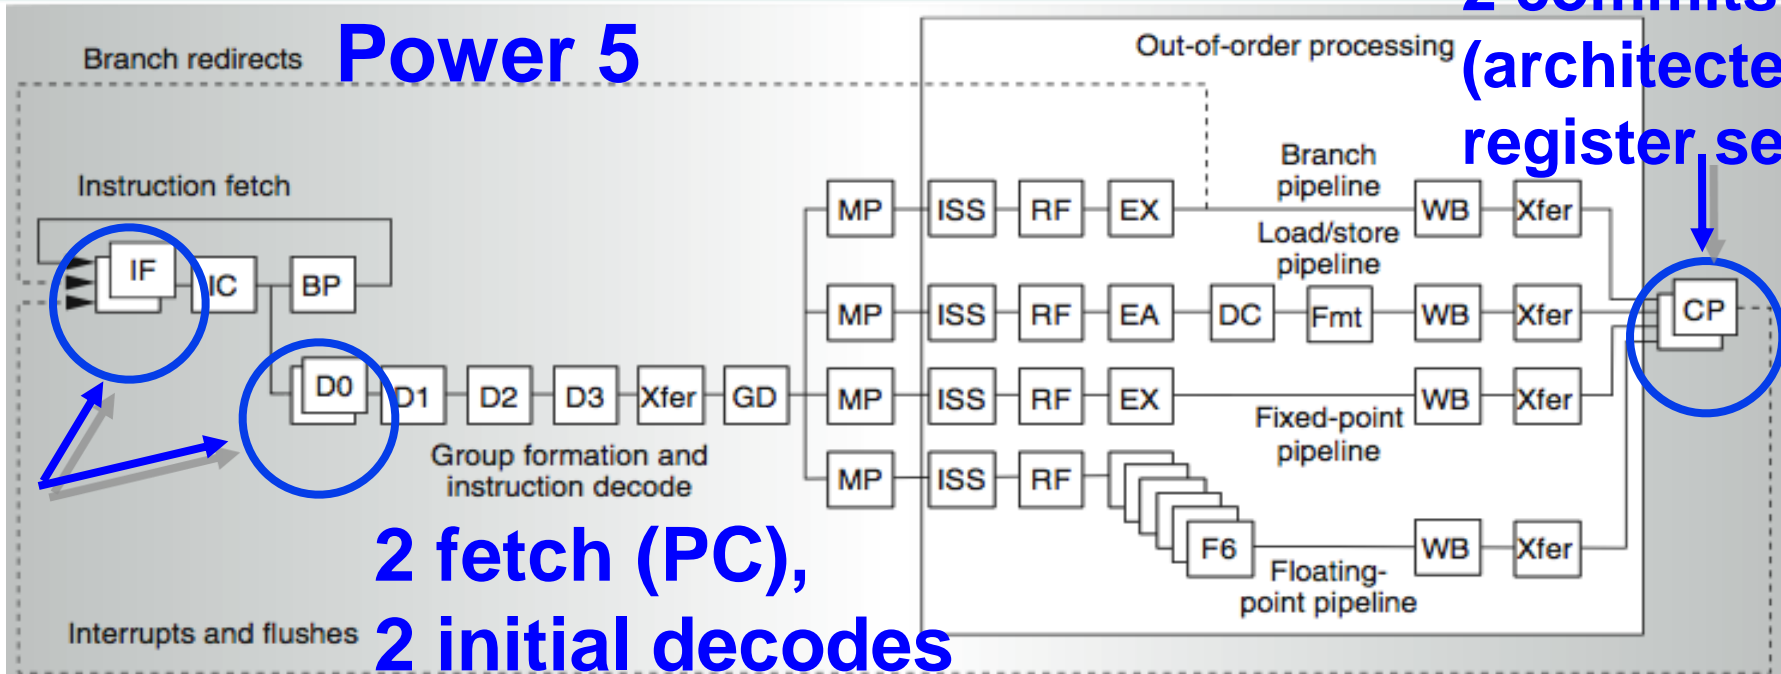 2 commits
(architecte
register se
Power 5
Branch redirects
Out-of-order processing
Instruction fetch
Branch
pipeline
MP ISS RF EX WB Xfer
Load/store
pipeline
IF IC BP
MP ISS RF EA DC Fmt WB Xfer
CP
D0 D1 D2 D3 Xfer GD
MP ISS RF EX WB Xfer
Fixed-point
pipeline
Group formation and
instruction decode
MP ISS RF
F6 WB Xfer
Floating-
point pipeline
2 fetch (PC),
2 initial decodes
Interrupts and flushes